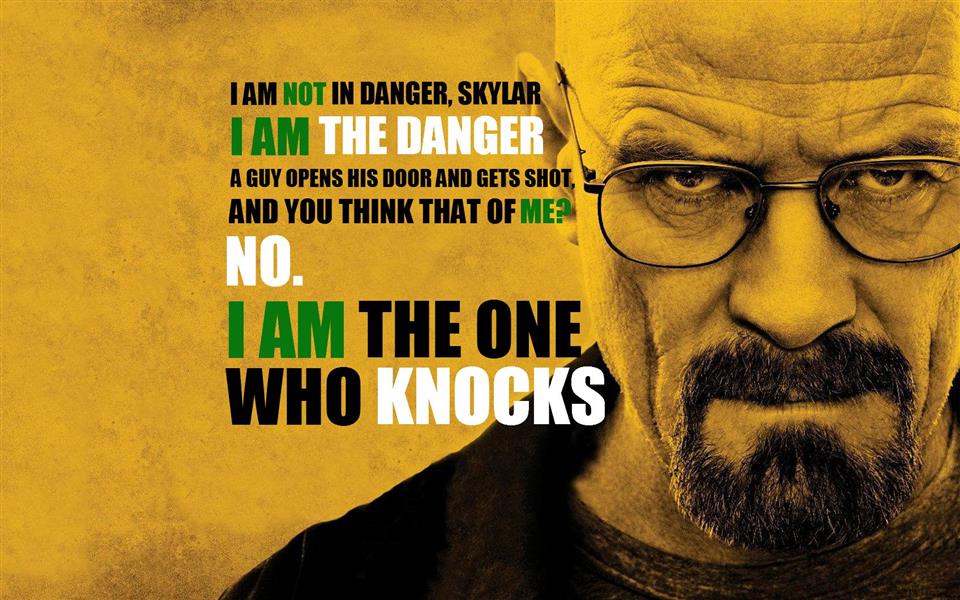 I AM NOT IN DANGER, SKYLAR
I AM THE DANGER
A GUY OPENS HIS DOOR AND GETS SHOT,
AND YOU THINK THAT OF ME?
NO.
I AM THE ONE
WHO KNOCKS